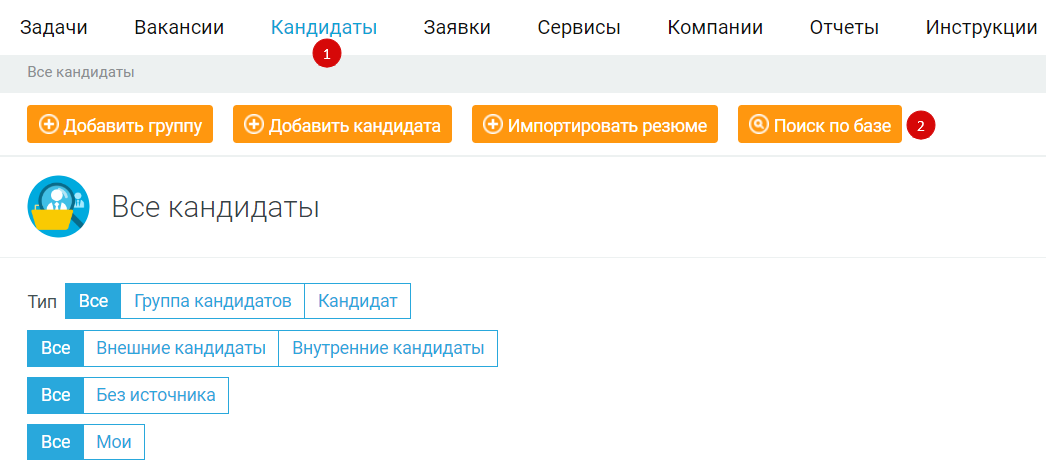 Задачи Вакансии Кандидаты Заявки Сервисы Компании Отчеты Инструкции
1
Все кандидаты
Добавить группу Добавить кандидата Импортировать резюме Поиск по базе 2
Все кандидаты
Тип Все Группа кандидатов Кандидат
Все Внешние кандидаты Внутренние кандидаты
Все Без источника
Все Мои